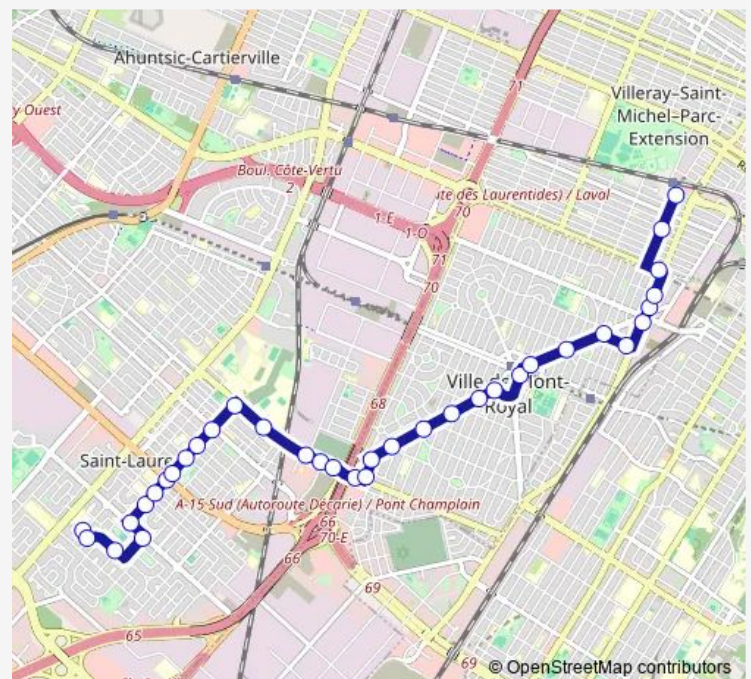 Ahuntsic-Cartierville
Villeray–Saint-
Michel–Parc-
Extension
y Ouest
71
Boul. Côte-Vertu
2
ute des Laurentides) / Laval
70
1-E
1-O
71
70
68
Ville de Mont-
Royal
Saint-Laure
A-15 Sud (Autoroute Décarie) / Pont Champlain
66
70-E
66
69
65
69
© OpenStreetMap contributors